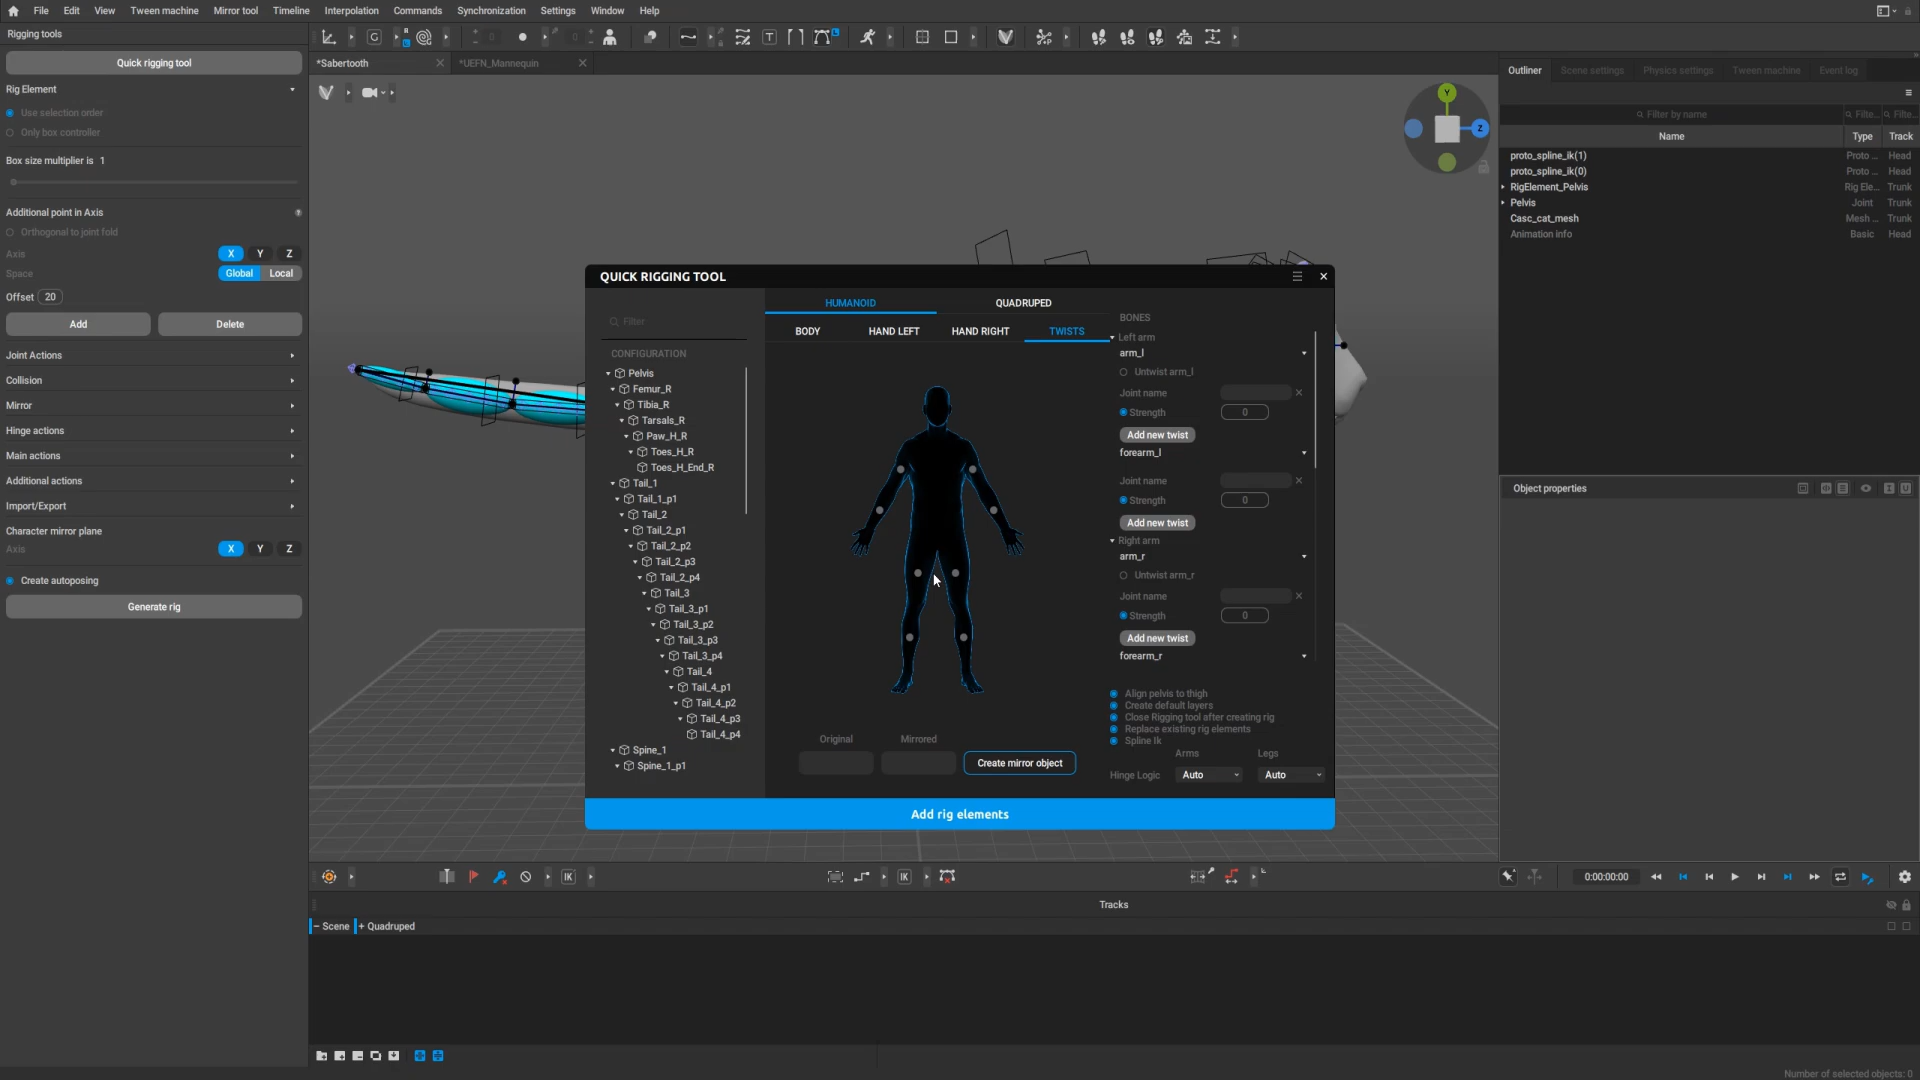 File Edit View Tween machine Mirror tool Timeline Interpolation Commands Synchronization Settings Window Help
Rigging tools
Quick rigging tool
Rig Element
Use selection order
Only box controller
Box size multiplier is 1
Additional point in Axis
Orthogonal to joint fold
Axis X Y Z
Space Global Local
Offset 20
Add Delete
Joint Actions
Collision
Mirror
Hinge actions
Main actions
Additional actions
Import/Export
Character mirror plane
Axis X Y Z
Create autoposing
Generate rig
*Sabertooth *UEFN_Mannequin
Y
Z
QUICK RIGGING TOOL
Filter
CONFIGURATION
Pelvis
Femur_R
Tibia_R
Tarsals_R
Paw_H_R
Toes_H_R
Toes_H_End_R
Tail_1
Tail_1_p1
Tail_2
Tail_2_p1
Tail_2_p2
Tail_2_p3
Tail_2_p4
Tail_3
Tail_3_p1
Tail_3_p2
Tail_3_p3
Tail_3_p4
Tail_4
Tail_4_p1
Tail_4_p2
Tail_4_p3
Tail_4_p4
Spine_1
Spine_1_p1
HUMANOID QUADRUPED
BODY HAND LEFT HAND RIGHT TWISTS
Original Mirrored
Create mirror object
BONES
Left arm
arm_l
Untwist arm_l
Joint name
Strength 0
Add new twist
forearm_l
Joint name
Strength 0
Add new twist
Right arm
arm_r
Untwist arm_r
Joint name
Strength 0
Add new twist
forearm_r
Align pelvis to thigh
Create default layers
Close Rigging tool after creating rig
Replace existing rig elements
Spline Ik
Arms Legs
Hinge Logic Auto Auto
Add rig elements
Outliner Scene settings Physics settings Tween machine Event log
Filter by name Filte... Filte...
Name Type Track
proto_spline_ik(1) Proto ... Head
proto_spline_ik(0) Proto ... Head
RigElement_Pelvis Rig Ele... Trunk
Pelvis Joint Trunk
Casc_cat_mesh Mesh ... Trunk
Animation info Basic Head
Object properties
IK IK 0:00:00:00
Tracks
Scene + Quadruped
Number of selected objects: 0